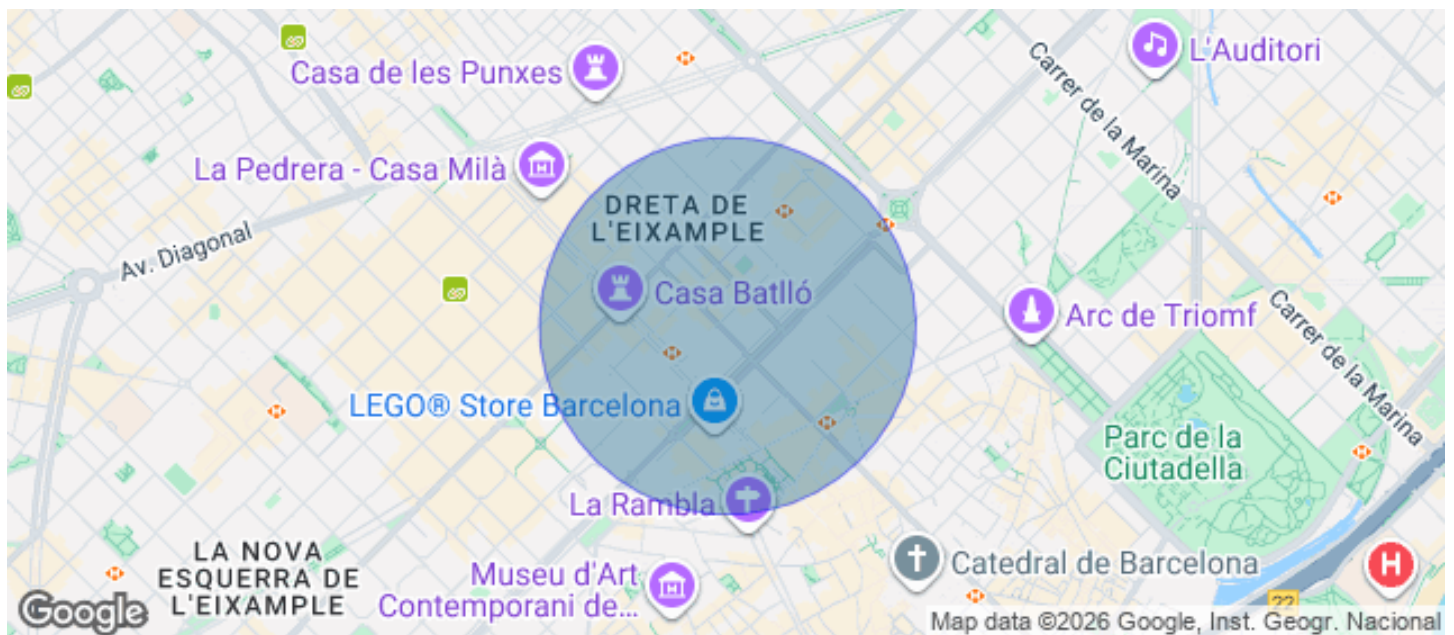 L'Auditori
Casa de les Punxes
Carrer de la Marina
La Pedrera - Casa Milà
DRETA DE
L'EIXAMPLE
Av. Diagonal
Casa Batlló
Arc de Triomf
Carrer de la Marina
LEGO® Store Barcelona
Parc de la
Ciutadella
La Rambla
LA NOVA
ESQUERRA DE
L'EIXAMPLE
Museu d'Art
Contemporani de...
Catedral de Barcelona
H
22
Google
Map data ©2026 Google, Inst. Geogr. Nacional